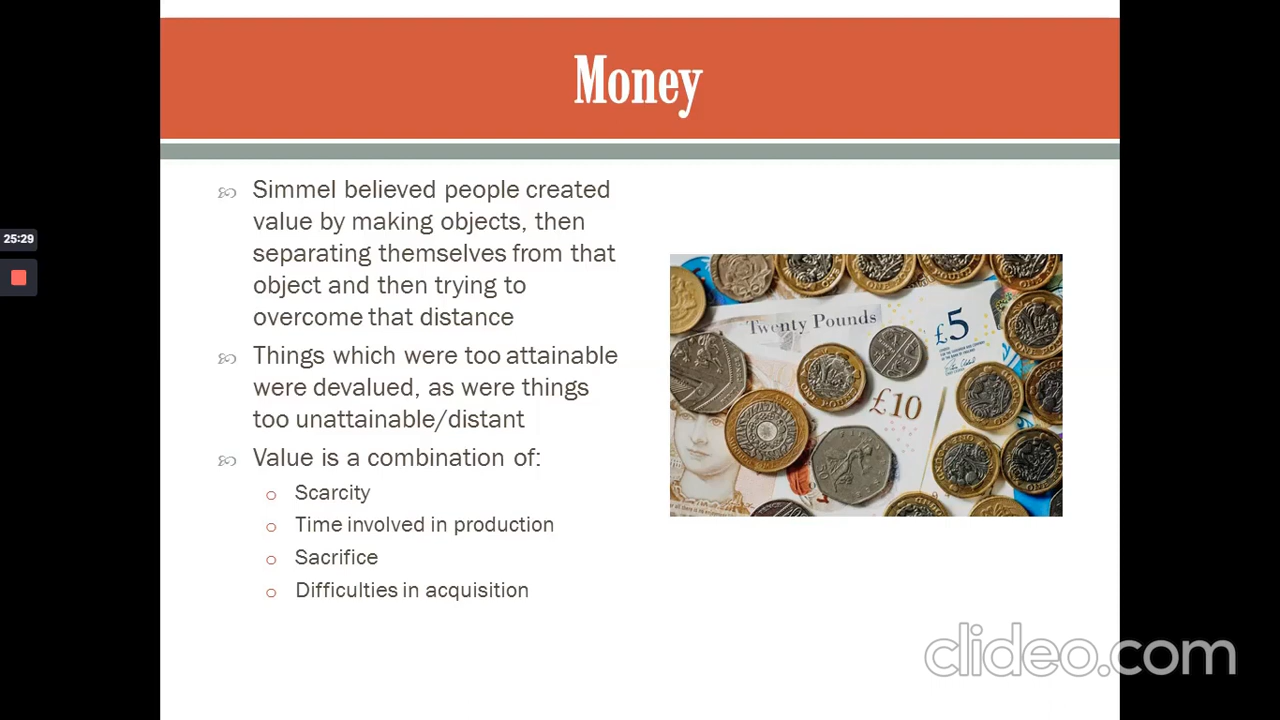 Money
Simmel believed people created
value by making objects, then
separating themselves from that
object and then trying to
overcome that distance
Things which were too attainable
were devalued, as were things
too unattainable/distant
Value is a combination of:
Scarcity
Time involved in production
Sacrifice
Difficulties in acquisition
25:29
Twenty Pounds
£5
£10
clideo.com